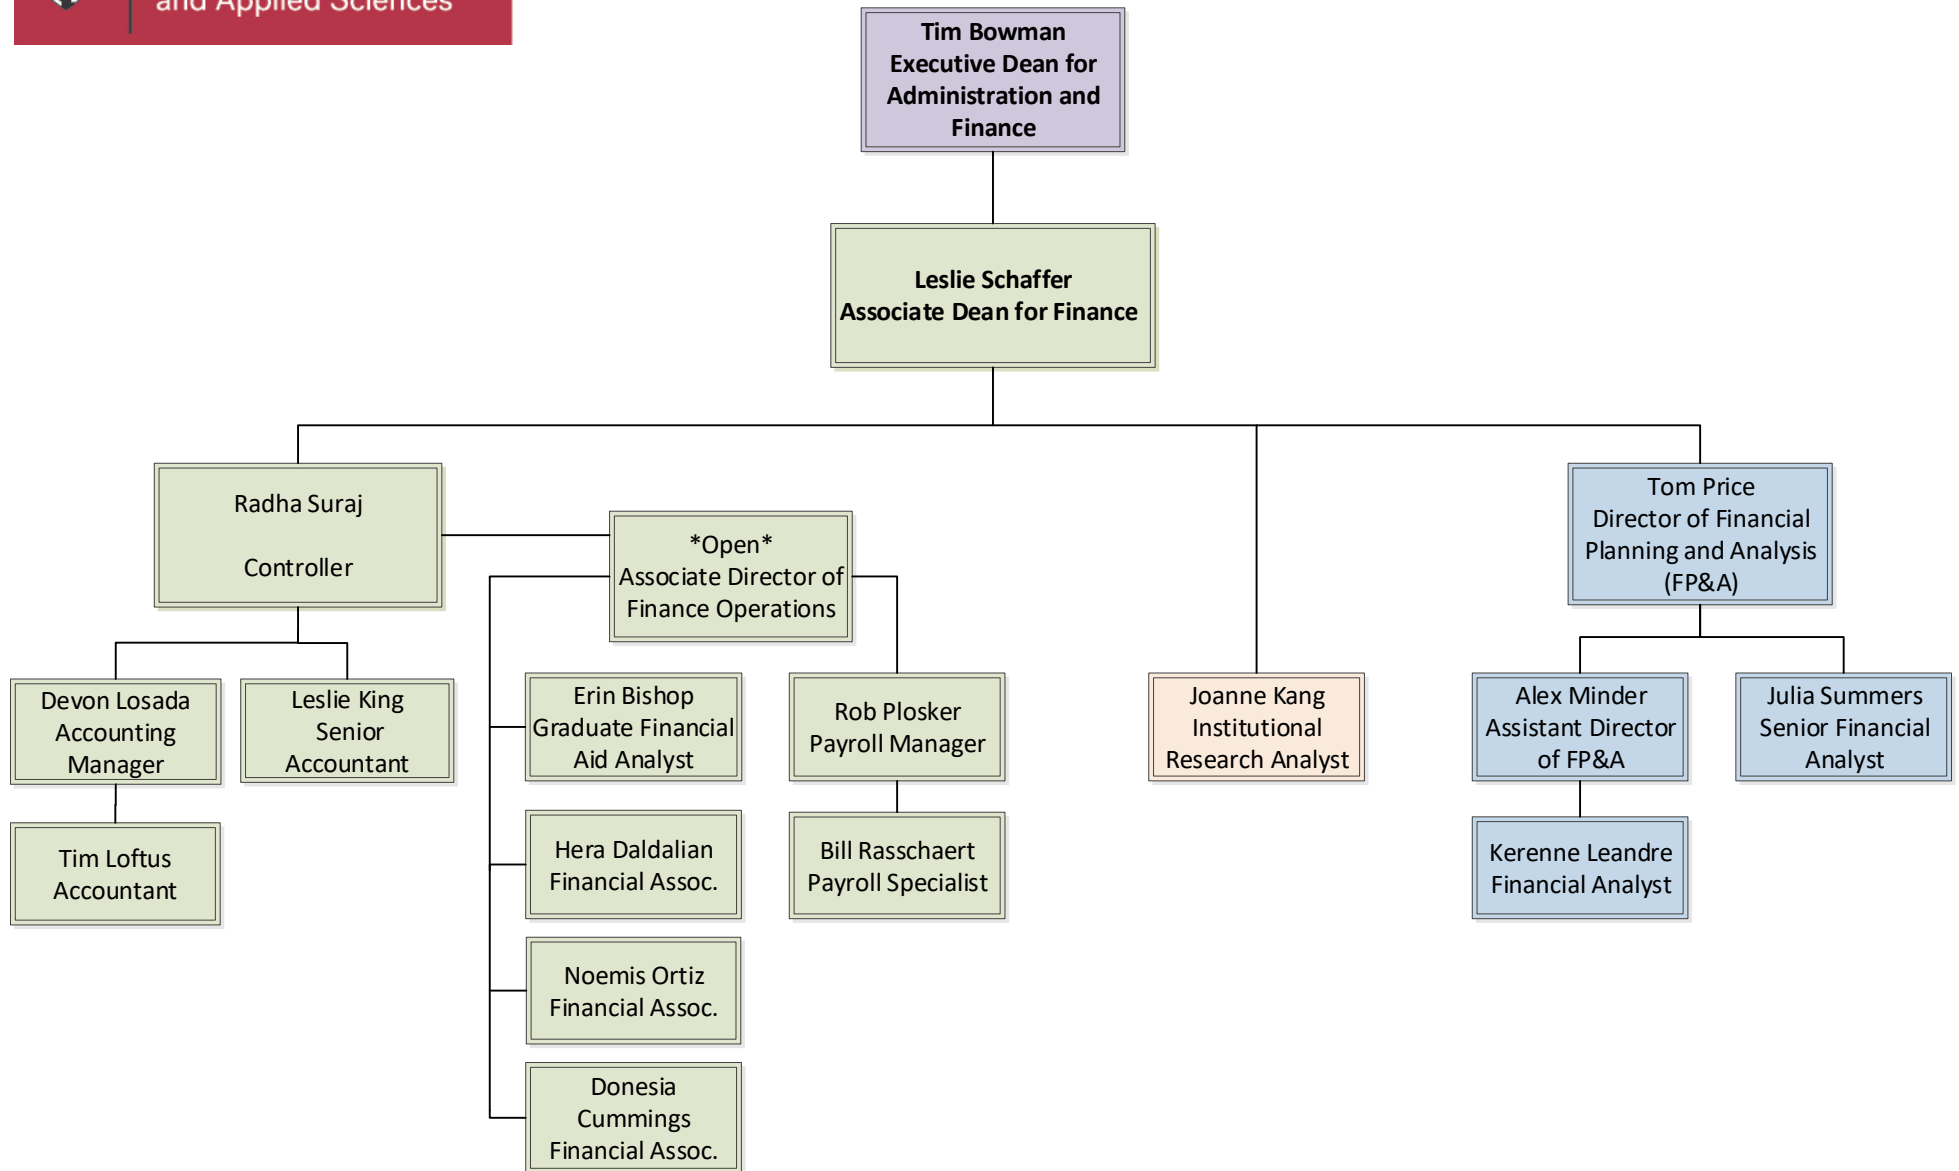 and Applied Sciences
Tim Bowman
Executive Dean for
Administration and
Finance
Leslie Schaffer
Associate Dean for Finance
Radha Suraj
Controller
*Open*
Associate Director of
Finance Operations
Tom Price
Director of Financial
Planning and Analysis
(FP&A)
Devon Losada
Accounting
Manager
Leslie King
Senior
Accountant
Erin Bishop
Graduate Financial
Aid Analyst
Rob Plosker
Payroll Manager
Joanne Kang
Institutional
Research Analyst
Alex Minder
Assistant Director
of FP&A
Julia Summers
Senior Financial
Analyst
Tim Loftus
Accountant
Hera Daldalian
Financial Assoc.
Bill Rasschaert
Payroll Specialist
Kerenne Leandre
Financial Analyst
Noemis Ortiz
Financial Assoc.
Donesia
Cummings
Financial Assoc.